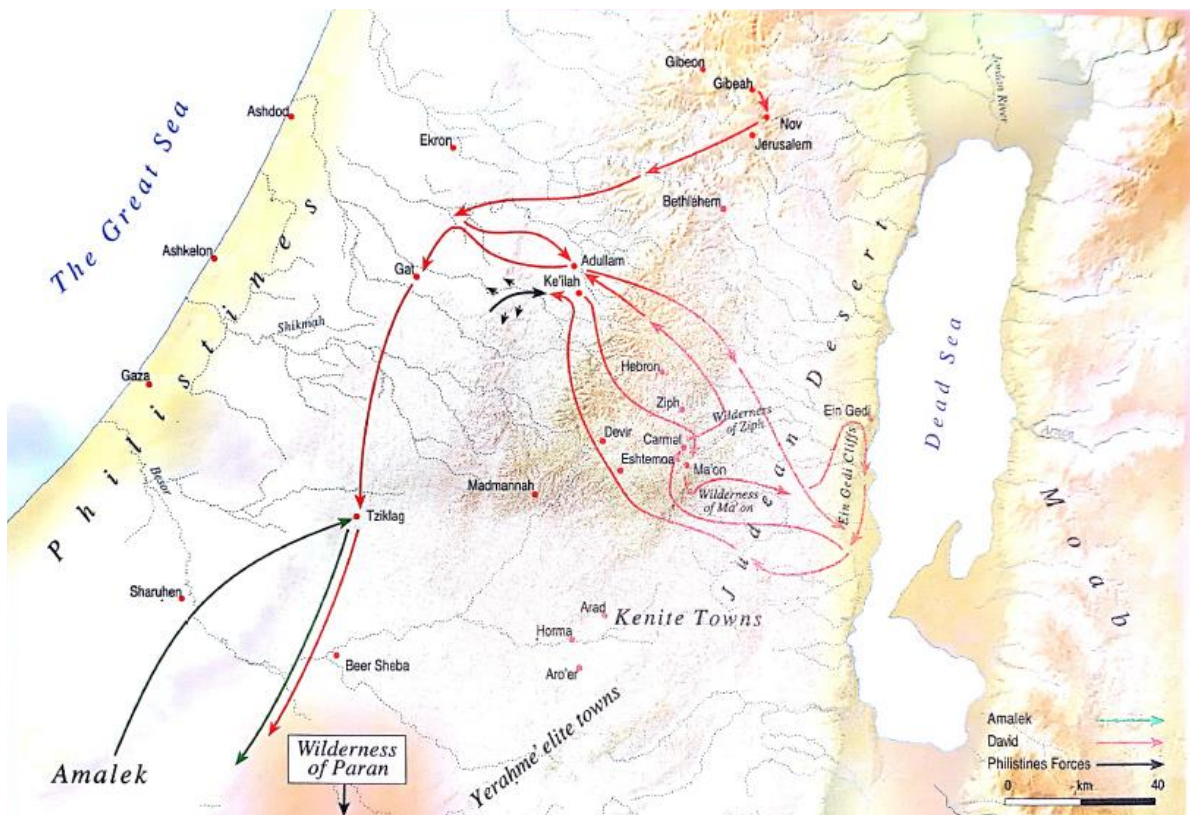 Gibeon
Gibeah
Nov
Jerusalem
Jordan River
Ashdod
Ekron
The Great Sea
Bethlehem
Ashkelon
Gat
Adullam
Ke'ilah
Philistines
Shikmah
Gaza
Hebron
Ziph
Wilderness
of Ziph
Ein Gedi
Dead Sea
Judean Desert
Devir
Carmel
Eshtemoa
Ma'on
Wilderness
of Ma'on
Ein Gedi Cliffs
Arnon
Moab
Besor
Madmannah
Tziklag
Sharuhen
Arad
Kenite Towns
Horma
Aro'er
Beer Sheba
Yerahme' elite towns
Amalek
Wilderness
of Paran
Amalek
David
Philistines Forces
0 km 40